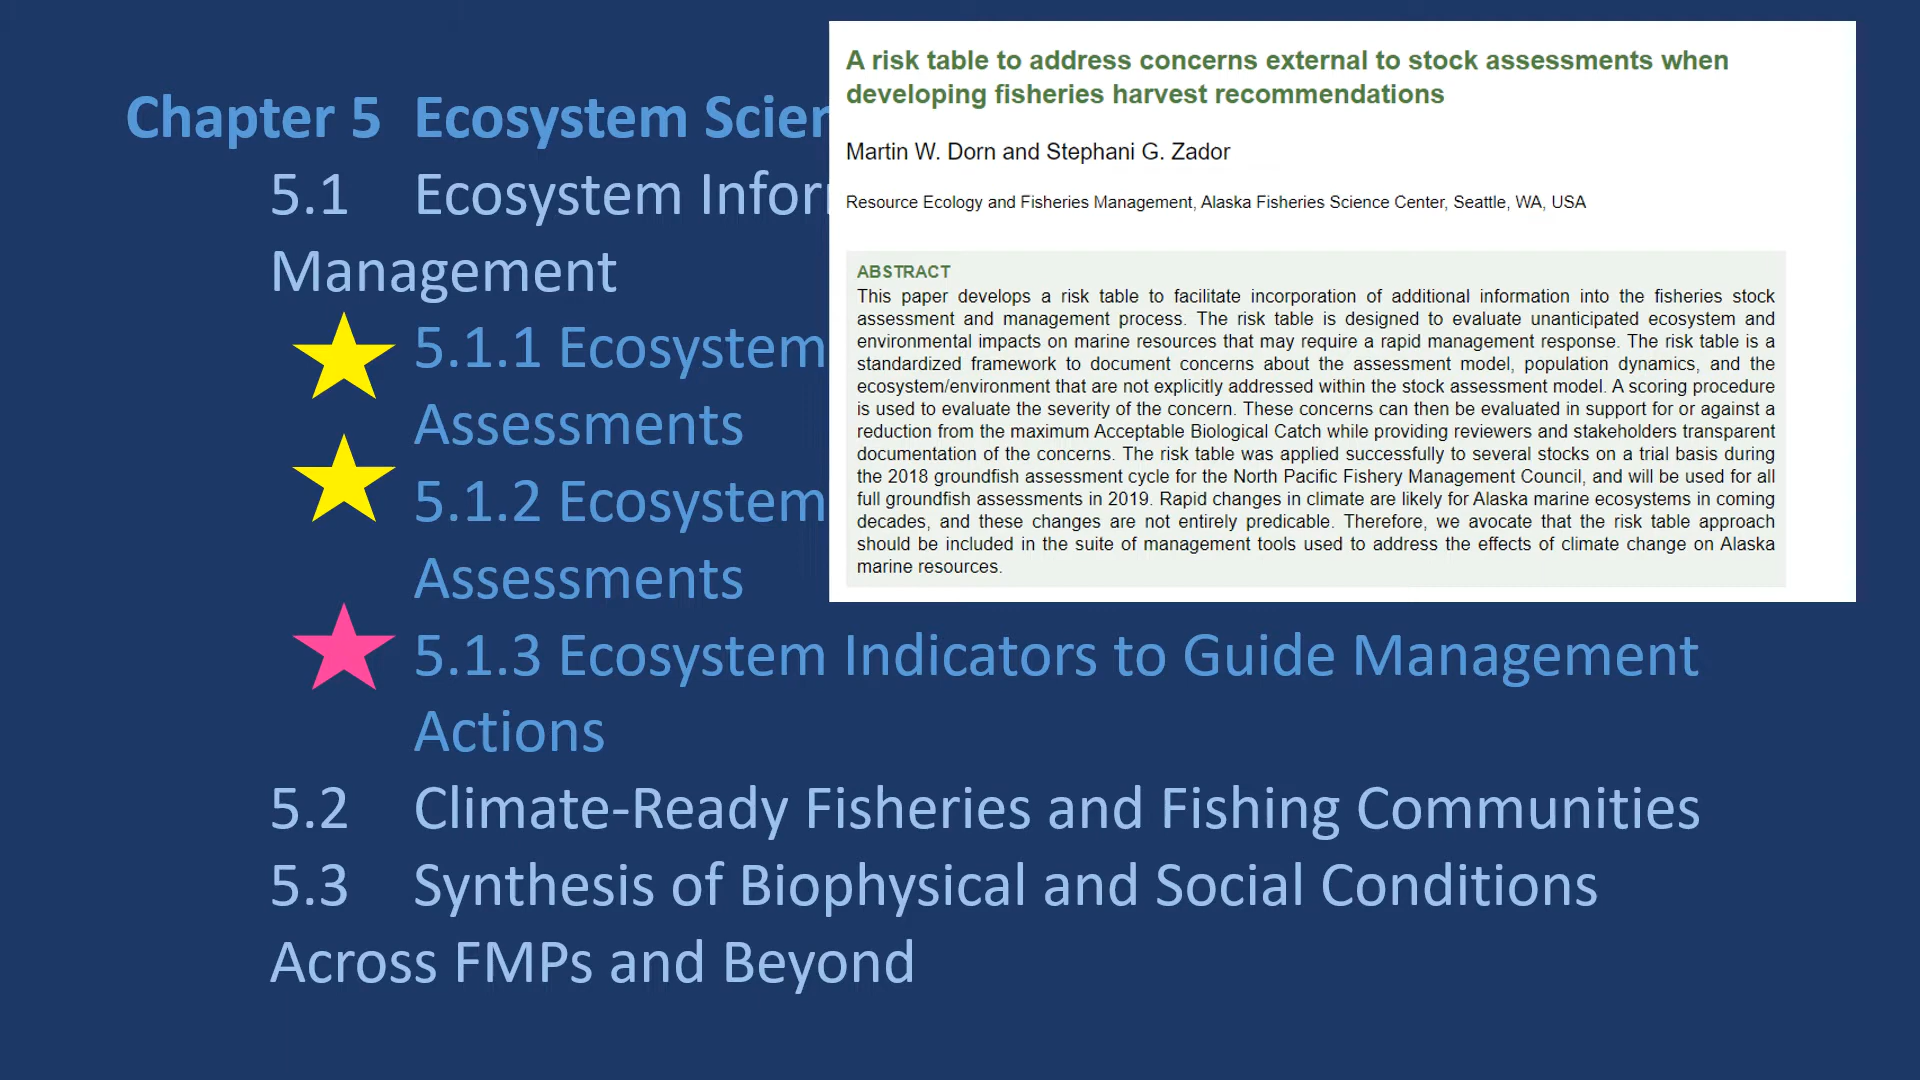 Chapter 5 Ecosystem
5.1 Ecosystem
Management
5.1.1 Ecosystem
Assessments
5.1.2 Ecosystem
Assessments
5.1.3 Ecosystem Indicators to Guide Management
Actions
5.2 Climate-Ready Fisheries and Fishing Communities
5.3 Synthesis of Biophysical and Social Conditions
Across FMPs and Beyond
A risk table to address concerns external to stock assessments when
developing fisheries harvest recommendations
Martin W. Dorn and Stephani G. Zador
Resource Ecology and Fisheries Management, Alaska Fisheries Science Center, Seattle, WA, USA
ABSTRACT
This paper develops a risk table to facilitate incorporation of additional information into the fisheries stock
assessment and management process. The risk table is designed to evaluate unanticipated ecosystem and
environmental impacts on marine resources that may require a rapid management response. The risk table is a
standardized framework to document concerns about the assessment model, population dynamics, and the
ecosystem/environment that are not explicitly addressed within the stock assessment model. A scoring procedure
is used to evaluate the severity of the concern. These concerns can then be evaluated in support for or against a
reduction from the maximum Acceptable Biological Catch while providing reviewers and stakeholders transparent
documentation of the concerns. The risk table was applied successfully to several stocks on a trial basis during
the 2018 groundfish assessment cycle for the North Pacific Fishery Management Council, and will be used for all
full groundfish assessments in 2019. Rapid changes in climate are likely for Alaska marine ecosystems in coming
decades, and these changes are not entirely predicable. Therefore, we avocate that the risk table approach
should be included in the suite of management tools used to address the effects of climate change on Alaska
marine resources.